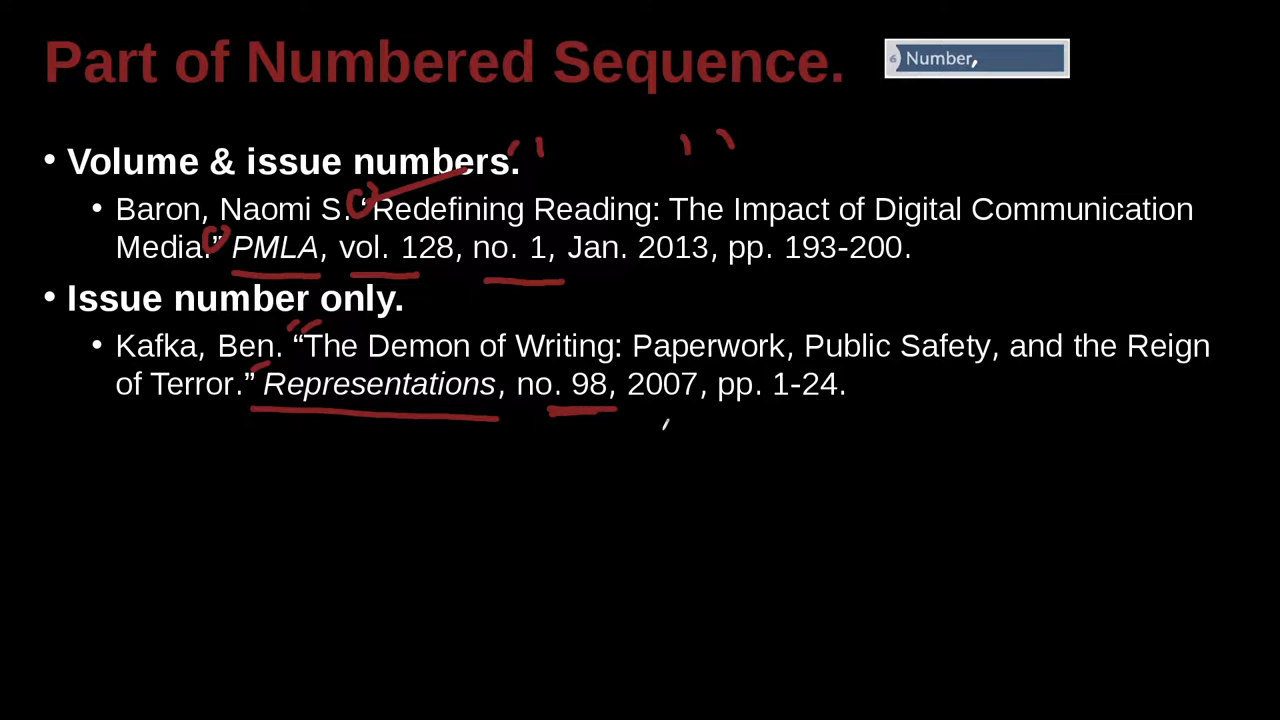 Part of Numbered Sequence.
6 Number,
• Volume & issue numbers.
• Baron, Naomi S. “Redefining Reading: The Impact of Digital Communication
Media.” PMLA, vol. 128, no. 1, Jan. 2013, pp. 193-200.
• Issue number only.
• Kafka, Ben. “The Demon of Writing: Paperwork, Public Safety, and the Reign
of Terror.” Representations, no. 98, 2007, pp. 1-24.